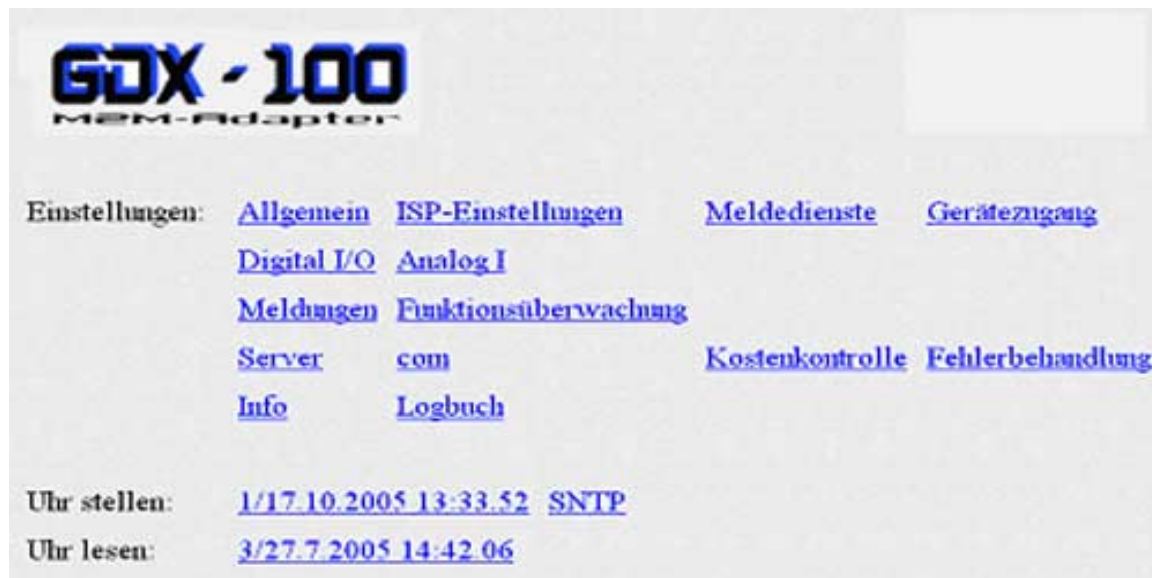 GDX - 100
M2M-Adapter
Einstellungen: Allgemein ISP-Einstellungen Meldedienste Gerätezugang
Digital I/O Analog I
Meldungen Funktionsüberwachung
Server com Kostenkontrolle Fehlerbehandlung
Info Logbuch
Uhr stellen: 1/17.10.2005 13:33.52 SNTP
Uhr lesen: 3/27.7.2005 14:42.06